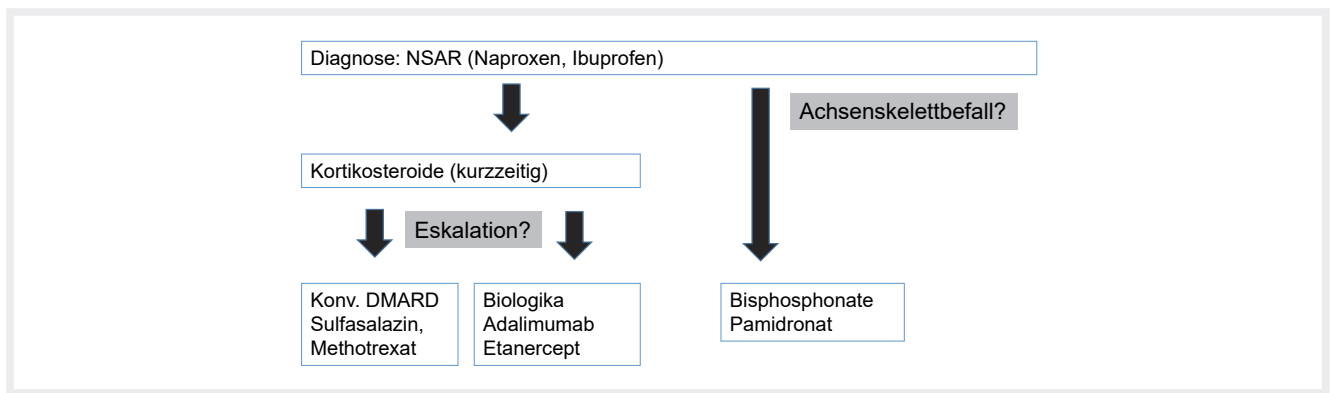 Diagnose: NSAR (Naproxen, Ibuprofen)
Achsenskelettbefall?
Kortikosteroide (kurzzeitig)
Eskalation?
Konv. DMARD
Sulfasalazin,
Methotrexat
Biologika
Adalimumab
Etanercept
Bisphosphonate
Pamidronat